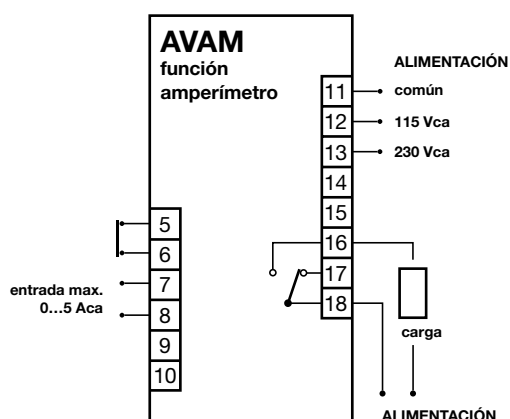 AVAM
función
amperímetro
ALIMENTACIÓN
11 común
12 115 Vca
13 230 Vca
14
15
16
17
18
5
6
entrada max. 7
0...5 Aca 8
9
10
carga
ALIMENTACIÓN